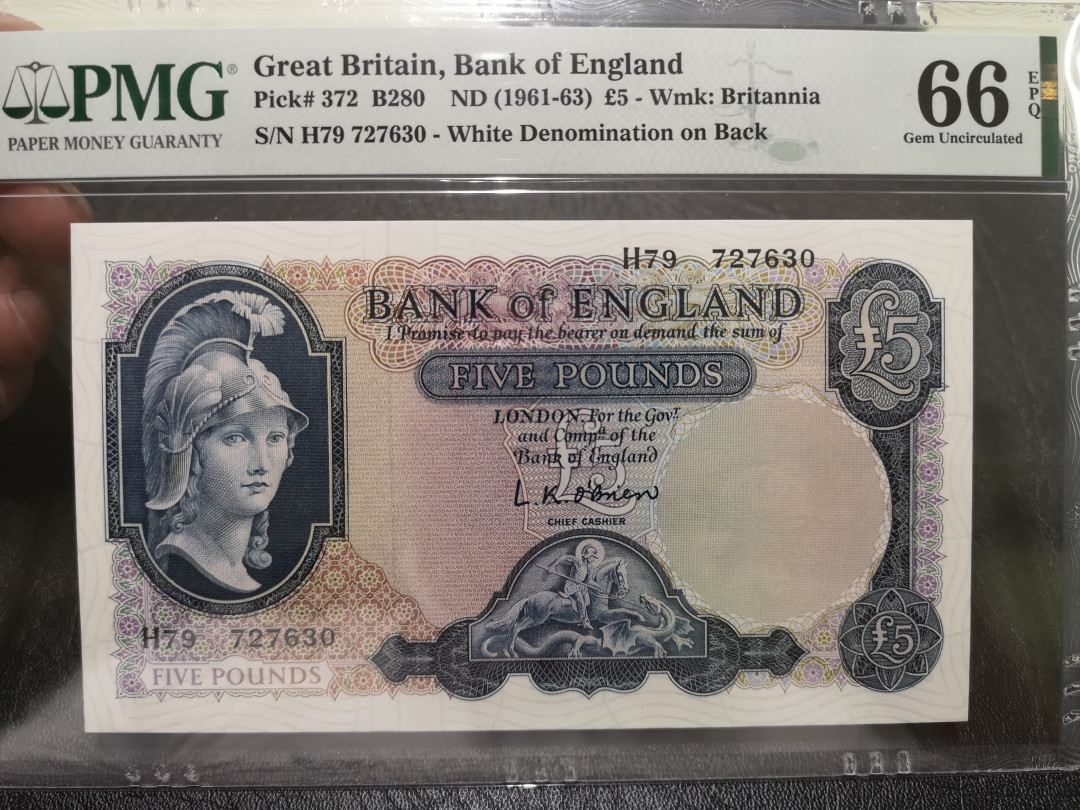 PMG®
PAPER MONEY GUARANTY
Great Britain, Bank of England
Pick# 372 B280 ND (1961-63) £5 - Wmk: Britannia
S/N H79 727630 - White Denomination on Back
66 EPQ
Gem Uncirculated
H79 727630
BANK of ENGLAND
I Promise to pay the bearer on demand the sum of
FIVE POUNDS
£5
LONDON. For the Govr.
and Compa. of the
Bank of England
£5
L.K.O'Brien
CHIEF CASHIER
H79 727630
FIVE POUNDS
£5